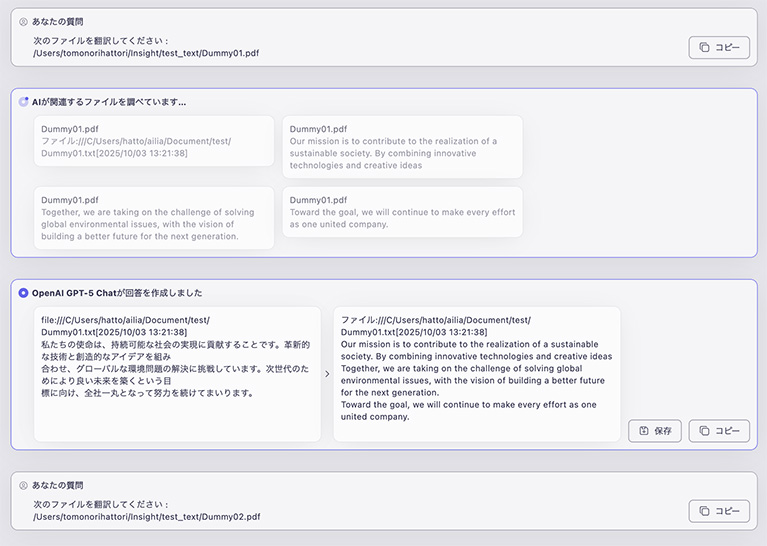 あなたの質問
次のファイルを翻訳してください：
/Users/tomonorihattori/Insight/test_text/Dummy01.pdf
コピー
AIが関連するファイルを調べています...
Dummy01.pdf
ファイル:///C/Users/hatto/ailia/Document/test/
Dummy01.txt[2025/10/03 13:21:38]
Dummy01.pdf
Our mission is to contribute to the realization of a
sustainable society. By combining innovative
technologies and creative ideas
Dummy01.pdf
Together, we are taking on the challenge of solving
global environmental issues, with the vision of
building a better future for the next generation.
Dummy01.pdf
Toward the goal, we will continue to make every effort
as one united company.
OpenAI GPT-5 Chatが回答を作成しました
file:///C/Users/hatto/ailia/Document/test/
Dummy01.txt[2025/10/03 13:21:38]
私たちの使命は、持続可能な社会の実現に貢献することです。革新的
な技術と創造的なアイデアを組み
合わせ、グローバルな環境問題の解決に挑戦しています。次世代のた
めにより良い未来を築くという目
標に向け、全社一丸となって努力を続けてまいります。
ファイル:///C/Users/hatto/ailia/Document/test/
Dummy01.txt[2025/10/03 13:21:38]
Our mission is to contribute to the realization of a sustainable
society. By combining innovative technologies and creative ideas
Together, we are taking on the challenge of solving global
environmental issues, with the vision of building a better future
for the next generation.
Toward the goal, we will continue to make every effort as one
united company.
保存
コピー
あなたの質問
次のファイルを翻訳してください：
/Users/tomonorihattori/Insight/test_text/Dummy02.pdf
コピー